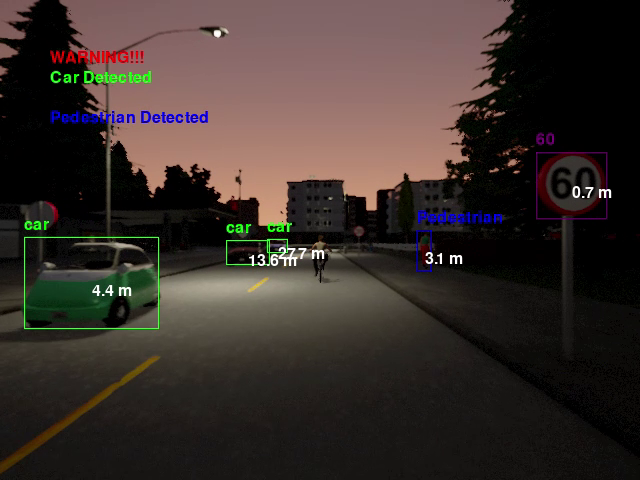 WARNING!!!
Car Detected
Pedestrian Detected
60
60
0.7 m
Pedestrian
3.1 m
car
car
car
27.7 m
13.6 m
4.4 m